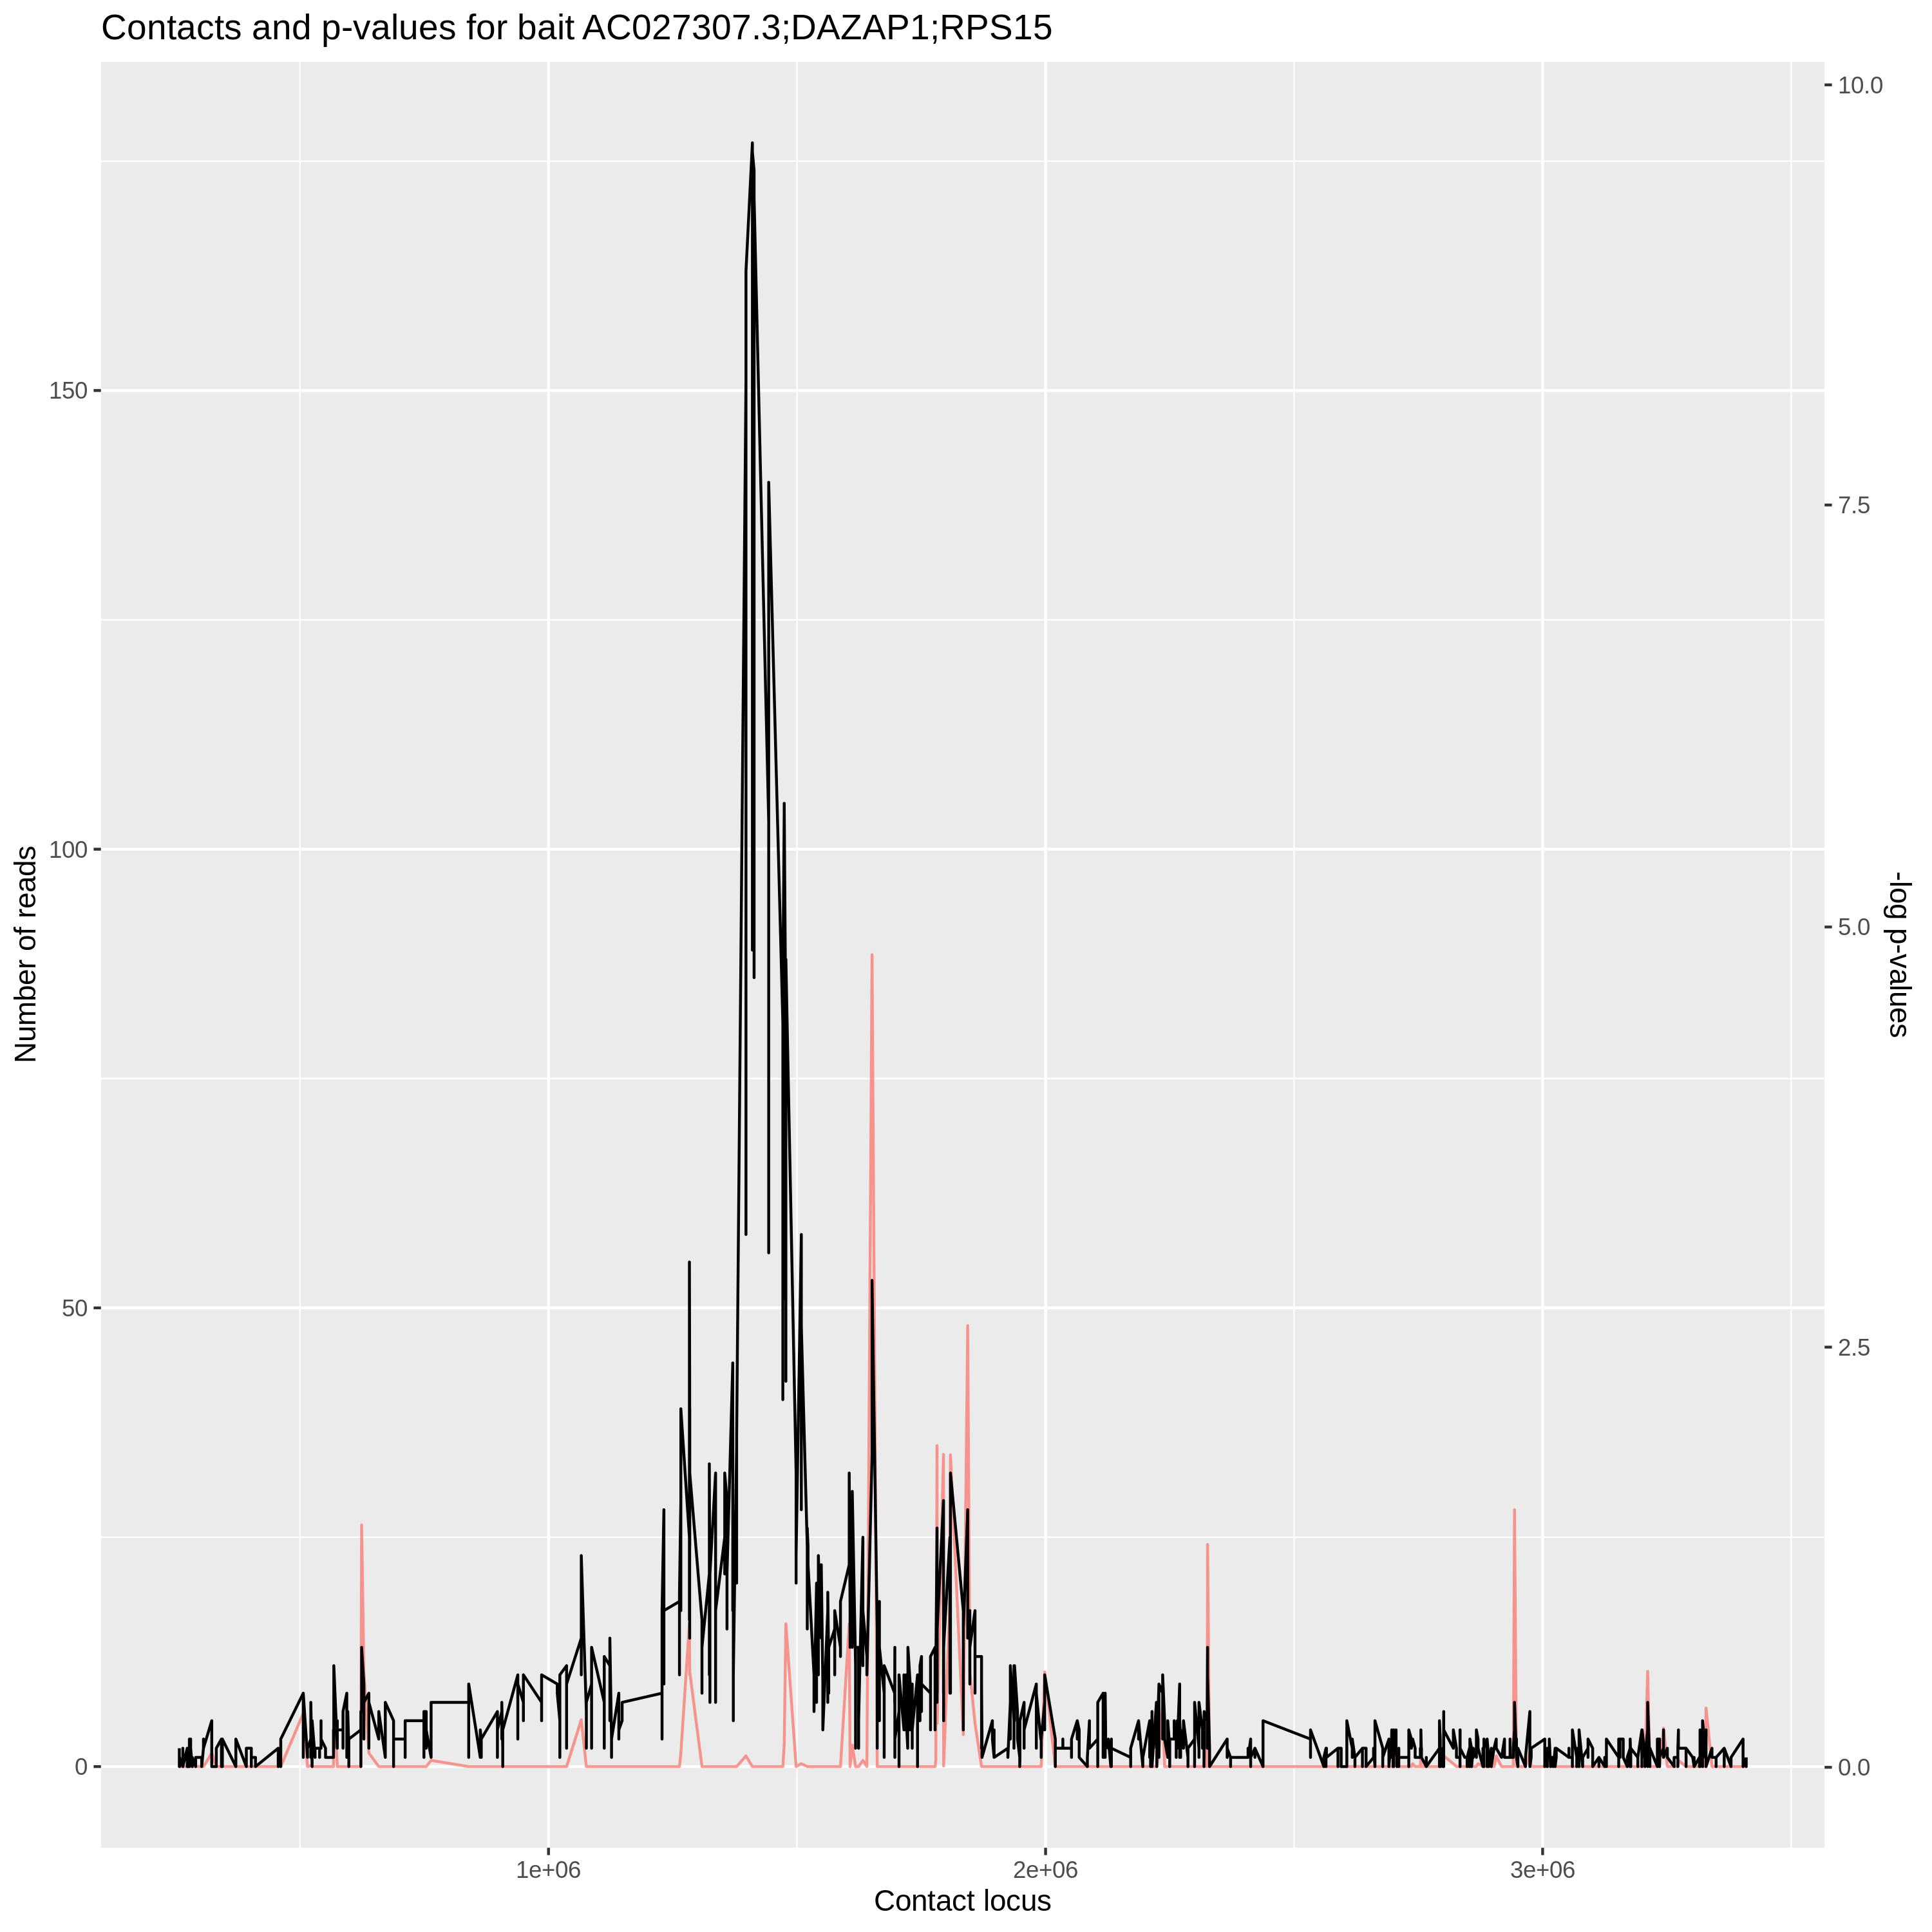 Contacts and p-values for bait AC027307.3;DAZAP1;RPS15
10.0
7.5
5.0
2.5
0.0
150
100
50
0
Number of reads
-log p-values
1e+06
2e+06
3e+06
Contact locus